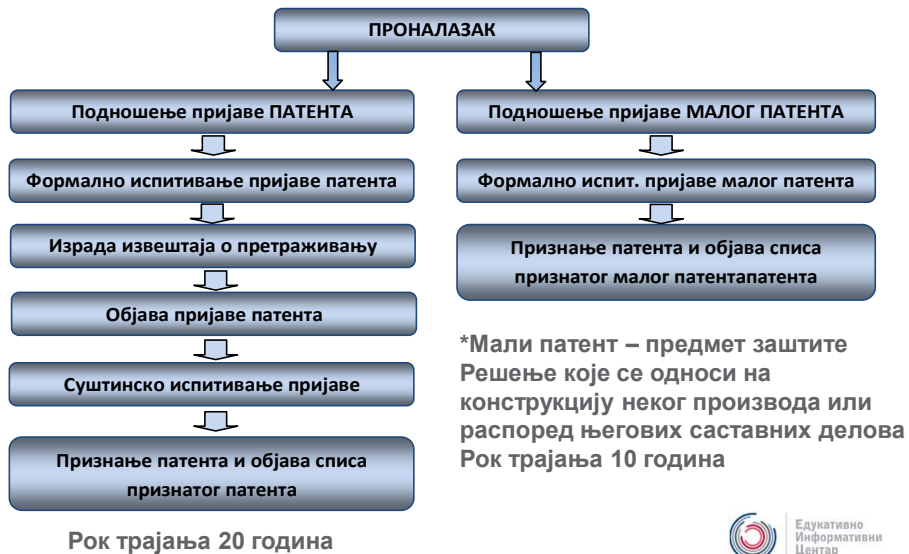 ПРОНАЛАЗАК
Подношење пријаве ПАТЕНТА
Формално испитивање пријаве патента
Израда извештаја о претраживању
Објава пријаве патента
Суштинско испитивање пријаве
Признање патента и објава списа
признатог патента
Рок трајања 20 година
Подношење пријаве МАЛОГ ПАТЕНТА
Формално испит. пријаве малог патента
Признање патента и објава списа
признатог малог патентапатента
*Мали патент – предмет заштите
Решење које се односи на
конструкцију неког производа или
распоред његових саставних делова
Рок трајања 10 година
Едукативно
Информативни
Центар